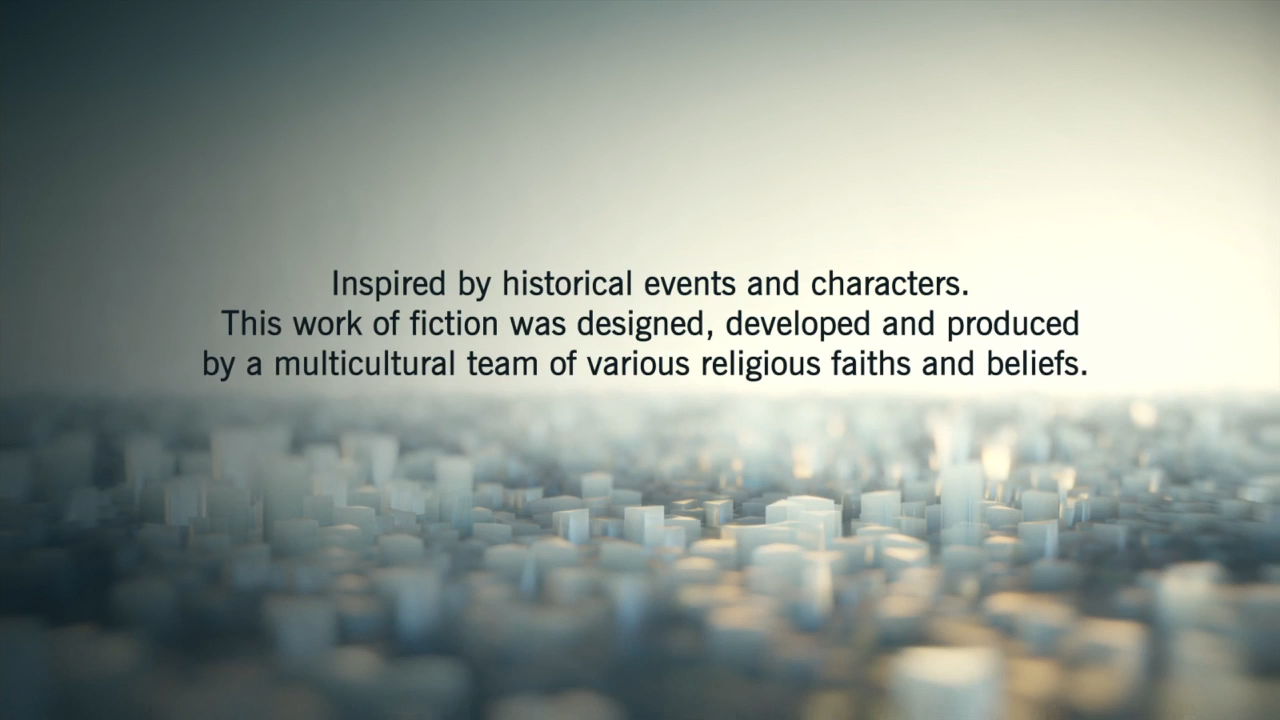 Inspired by historical events and characters.
This work of fiction was designed, developed and produced
by a multicultural team of various religious faiths and beliefs.